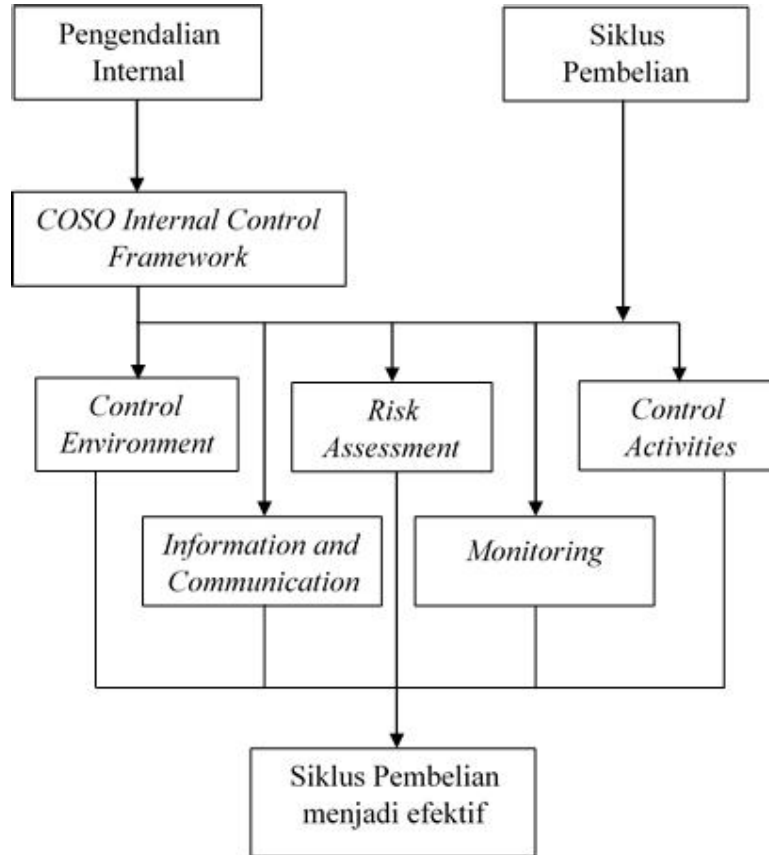 Pengendalian
Internal
Siklus
Pembelian
COSO Internal Control
Framework
Control
Environment
Risk
Assessment
Control
Activities
Information and
Communication
Monitoring
Siklus Pembelian
menjadi efektif